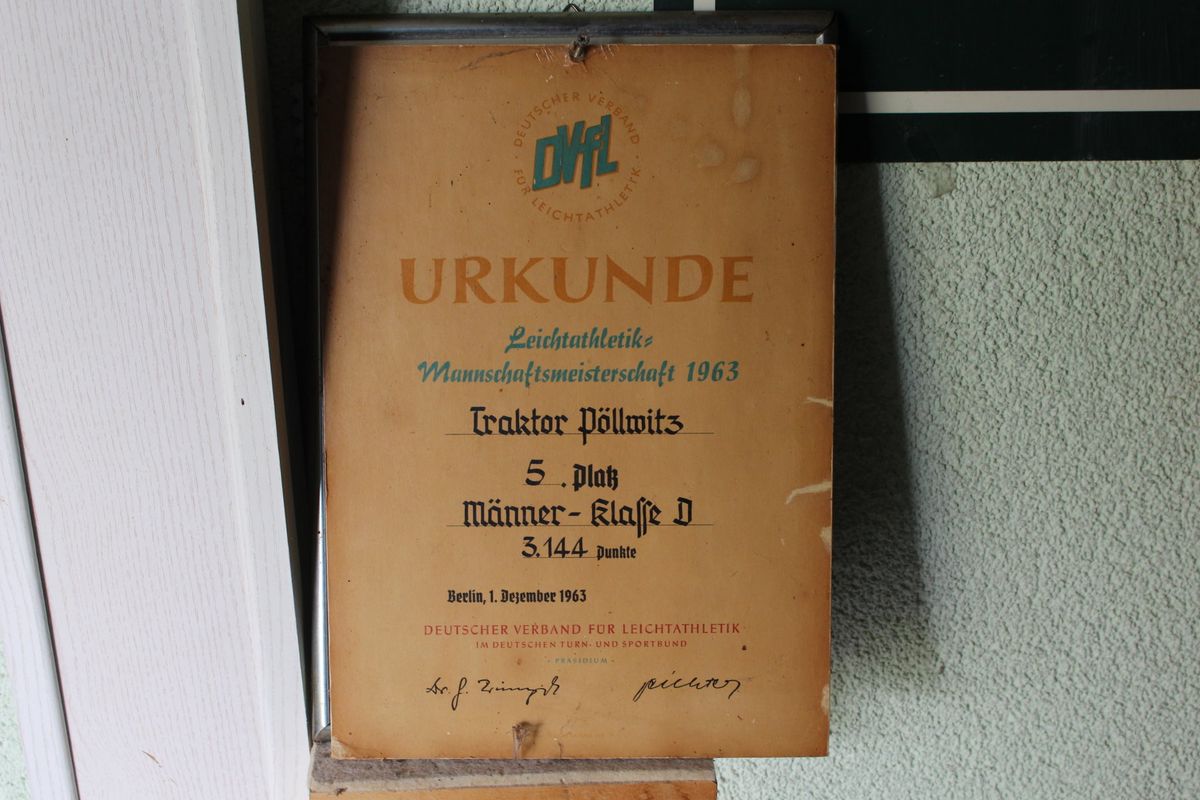 · DEUTSCHER VERBAND ·
FÜR LEICHTATHLETIK
DVfL
URKUNDE
Leichtathletik-
Mannschaftsmeisterschaft 1963
Traktor Pöllwitz
5. Platz
Männer-Klasse D
3.144 Punkte
Berlin, 1. Dezember 1963
DEUTSCHER VERBAND FÜR LEICHTATHLETIK
IM DEUTSCHEN TURN- UND SPORTBUND
- PRÄSIDIUM -